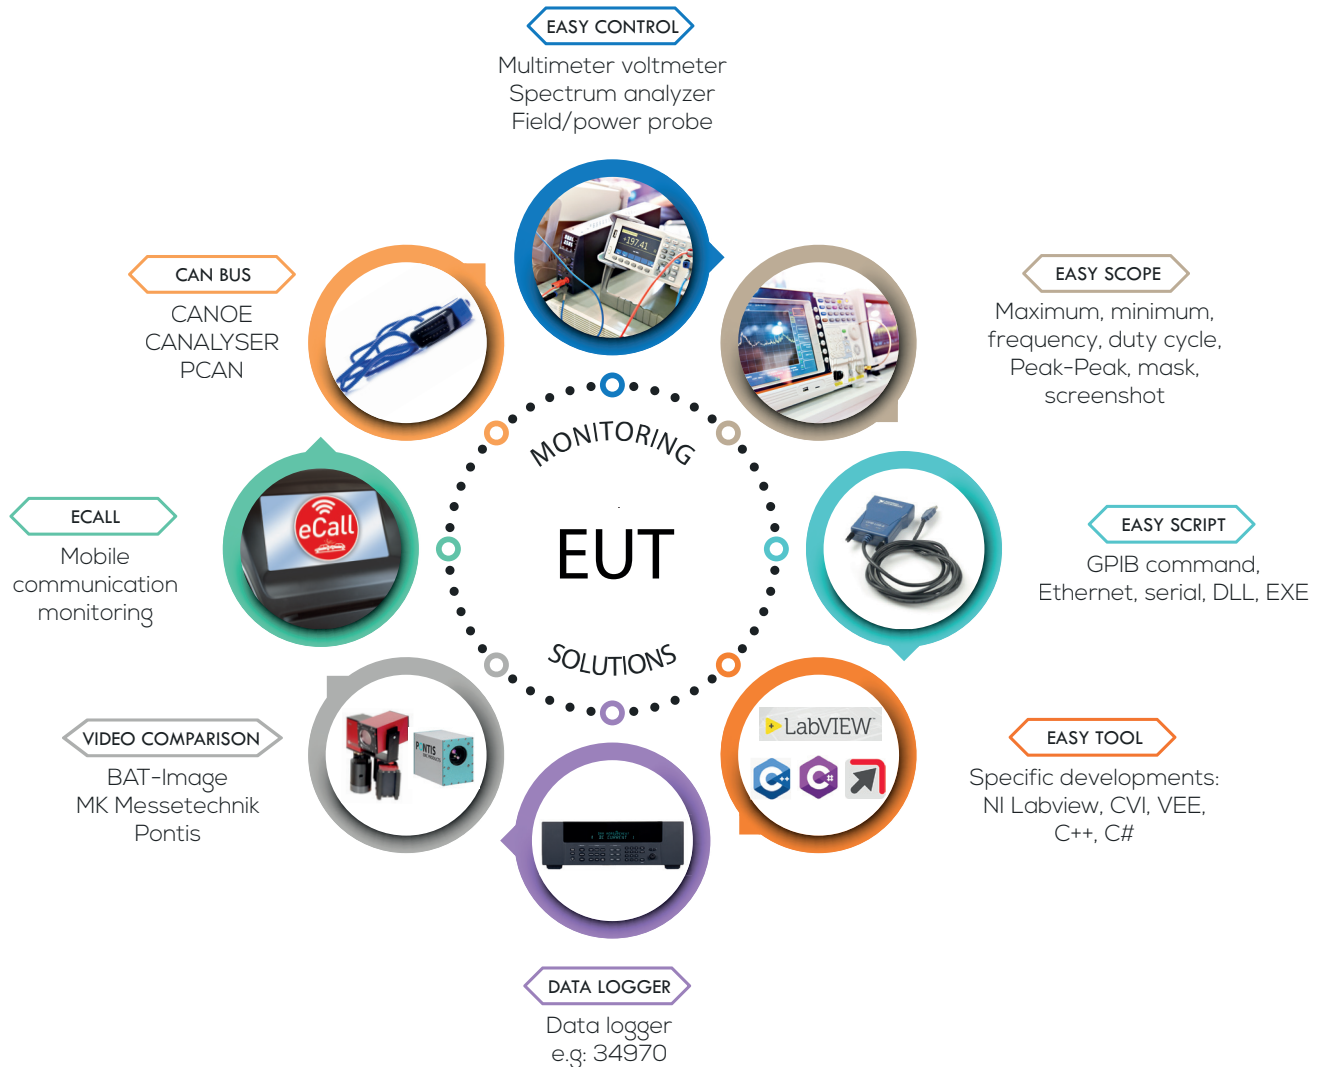 EASY CONTROL
Multimeter voltmeter
Spectrum analyzer
Field/power probe
+197.41
CAN BUS
CANOE
CANALYSER
PCAN
EASY SCOPE
Maximum, minimum,
frequency, duty cycle,
Peak-Peak, mask,
screenshot
MONITORING
EUT
SOLUTIONS
ECALL
Mobile
communication
monitoring
eCall
EASY SCRIPT
GPIB command,
Ethernet, serial, DLL, EXE
VIDEO COMPARISON
BAT-Image
MK Messetechnik
Pontis
PONTIS
LabVIEW
C++
C#
EASY TOOL
Specific developments:
NI Labview, CVI, VEE,
C++, C#
DATA LOGGER
Data logger
e.g: 34970